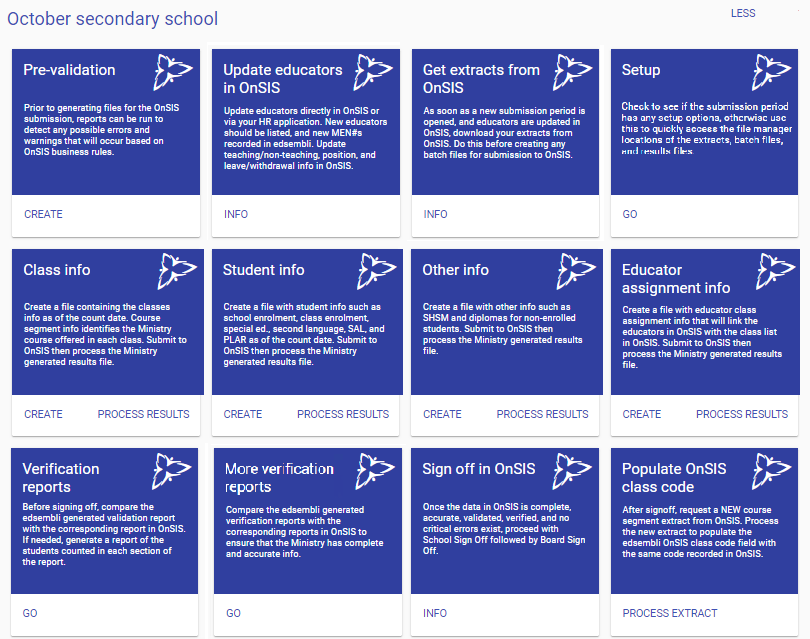 October secondary school
LESS
Pre-validation
Prior to generating files for the OnSIS
submission, reports can be run to
detect any possible errors and
warnings that will occur based on
OnSIS business rules.
CREATE
Update educators
in OnSIS
Update educators directly in OnSIS or
via your HR application. New educators
should be listed, and new MEN#s
recorded in edsembli. Update
teaching/non-teaching, position, and
leave/withdrawal info in OnSIS.
INFO
Get extracts from
OnSIS
As soon as a new submission period is
opened, and educators are updated in
OnSIS, download your extracts from
OnSIS. Do this before creating any
batch files for submission to OnSIS.
INFO
Setup
Check to see if the submission period
has any setup options, otherwise use
this to quickly access the file manager
locations of the extracts, batch files,
and results files.
GO
Class info
Create a file containing the classes
info as of the count date. Course
segment info identifies the Ministry
course offered in each class. Submit to
OnSIS then process the Ministry
generated results file.
CREATE
PROCESS RESULTS
Student info
Create a file with student info such as
school enrolment, class enrolment,
special ed., second language, SAL, and
PLAR as of the count date. Submit to
OnSIS then process the Ministry
generated results file.
CREATE
PROCESS RESULTS
Other info
Create a file with other info such as
SHSM and diplomas for non-enrolled
students. Submit to OnSIS then
process the Ministry generated results
file.
CREATE
PROCESS RESULTS
Educator
assignment info
Create a file with educator class
assignment info that will link the
educators in OnSIS with the class list
in OnSIS. Submit to OnSIS then
process the Ministry generated results
file.
CREATE
PROCESS RESULTS
Verification
reports
Before signing off, compare the
edsembli generated validation report
with the corresponding report in OnSIS.
If needed, generate a report of the
students counted in each section of
the report.
GO
More verification
reports
Compare the edsembli generated
verification reports with the
corresponding reports in OnSIS to
ensure that the Ministry has complete
and accurate info.
GO
Sign off in OnSIS
Once the data in OnSIS is complete,
accurate, validated, verified, and no
critical errors exist, proceed with
School Sign Off followed by Board Sign
Off.
INFO
Populate OnSIS
class code
After signoff, request a NEW course
segment extract from OnSIS. Process
the new extract to populate the
edsembli OnSIS class code field with
the same code recorded in OnSIS.
PROCESS EXTRACT